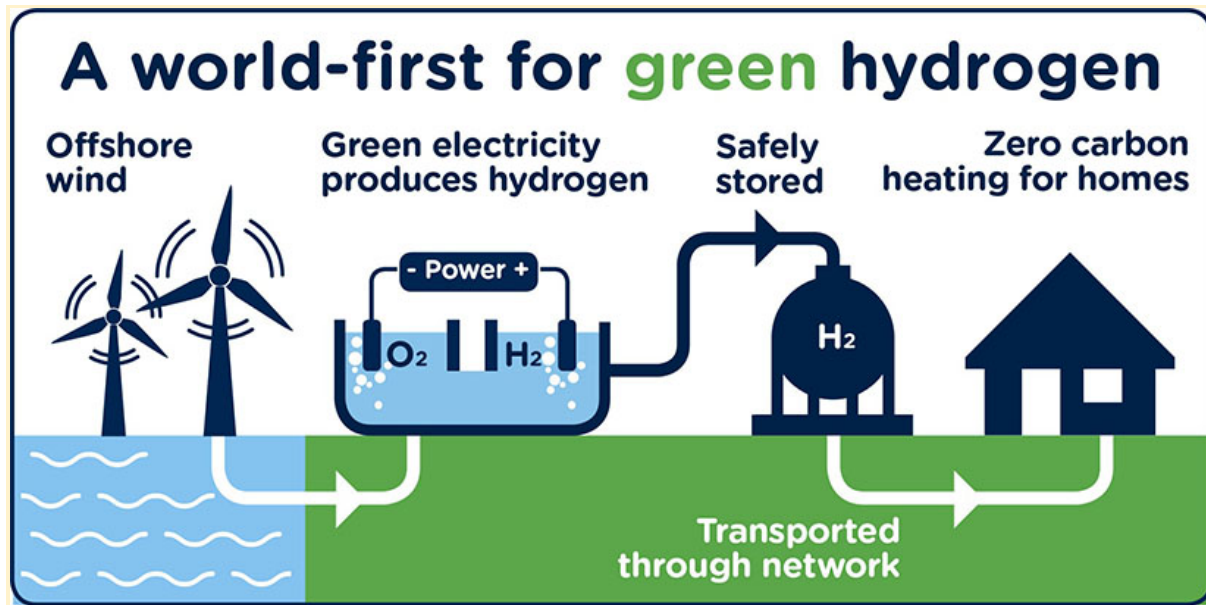 A world-first for green hydrogen
Offshore
wind
Green electricity
produces hydrogen
Safely
stored
Zero carbon
heating for homes
- Power +
O₂
H₂
H₂
Transported
through network